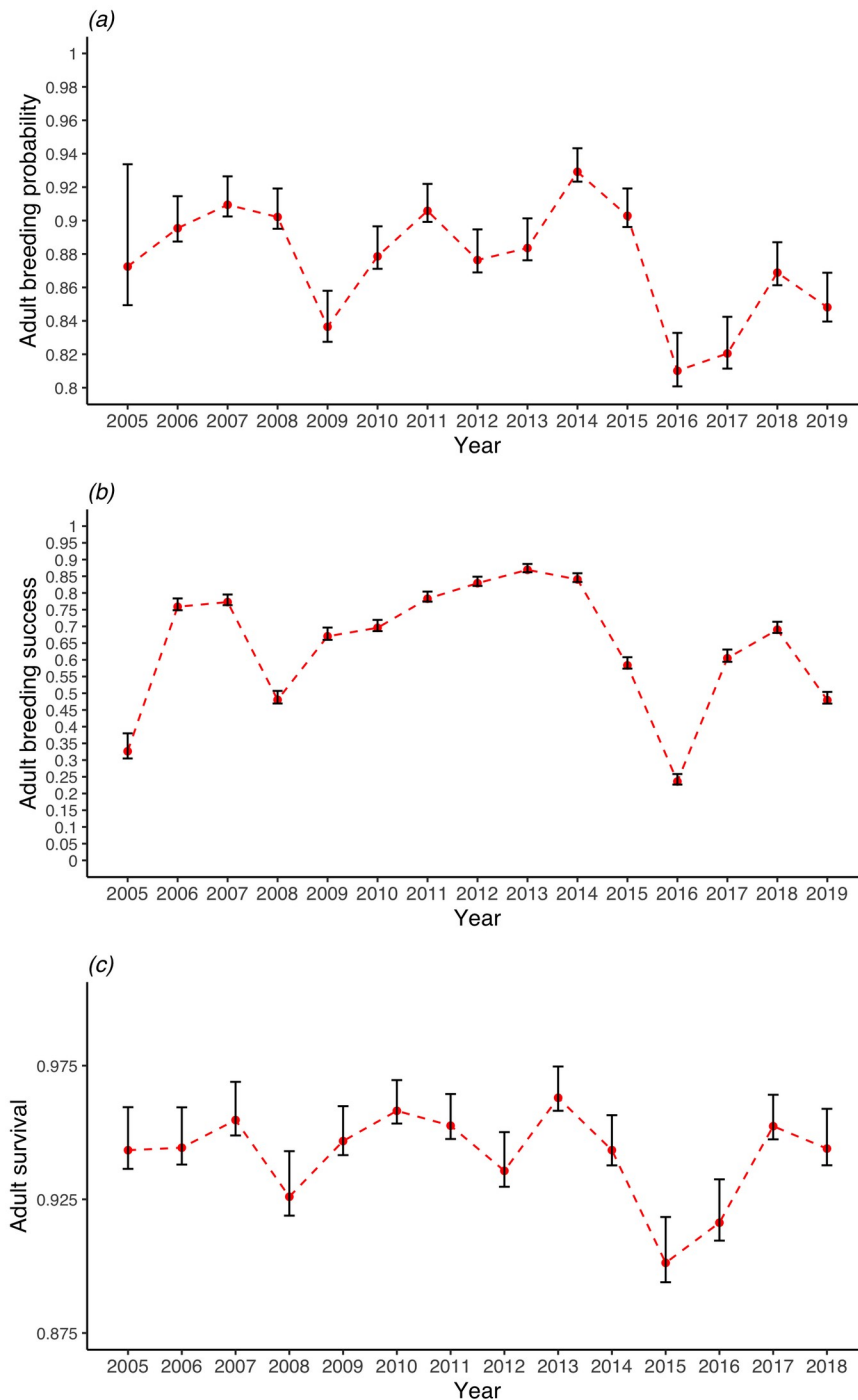 (a)
Adult breeding probability
1
0.98
0.96
0.94
0.92
0.9
0.88
0.86
0.84
0.82
0.8
2005 2006 2007 2008 2009 2010 2011 2012 2013 2014 2015 2016 2017 2018 2019
Year
(b)
Adult breeding success
1
0.95
0.9
0.85
0.8
0.75
0.7
0.65
0.6
0.55
0.5
0.45
0.4
0.35
0.3
0.25
0.2
0.15
0.1
0.05
0
2005 2006 2007 2008 2009 2010 2011 2012 2013 2014 2015 2016 2017 2018 2019
Year
(c)
Adult survival
0.975
0.925
0.875
2005 2006 2007 2008 2009 2010 2011 2012 2013 2014 2015 2016 2017 2018
Year